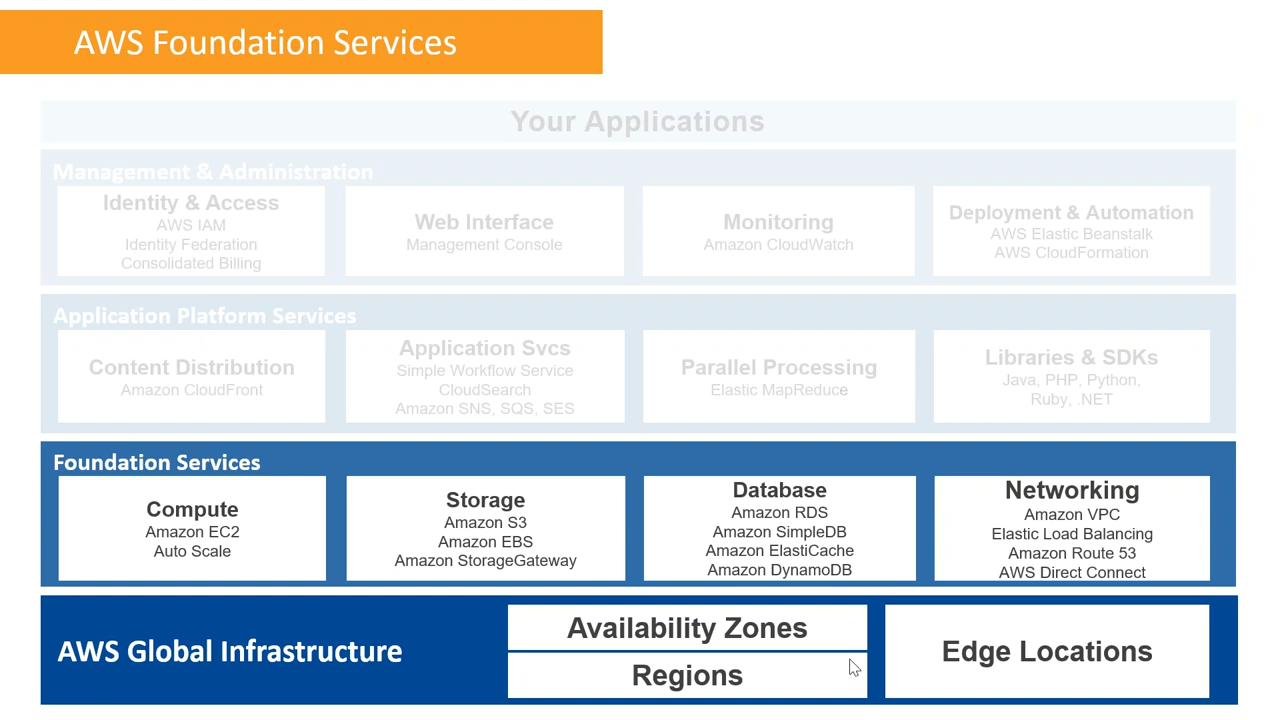 AWS Foundation Services
Your Applications
Management & Administration
Identity & Access
AWS IAM
Identity Federation
Consolidated Billing
Web Interface
Management Console
Monitoring
Amazon CloudWatch
Deployment & Automation
AWS Elastic Beanstalk
AWS CloudFormation
Application Platform Services
Content Distribution
Amazon CloudFront
Application Svcs
Simple Workflow Service
CloudSearch
Amazon SNS, SQS, SES
Parallel Processing
Elastic MapReduce
Libraries & SDKs
Java, PHP, Python,
Ruby, .NET
Foundation Services
Compute
Amazon EC2
Auto Scale
Storage
Amazon S3
Amazon EBS
Amazon StorageGateway
Database
Amazon RDS
Amazon SimpleDB
Amazon ElastiCache
Amazon DynamoDB
Networking
Amazon VPC
Elastic Load Balancing
Amazon Route 53
AWS Direct Connect
AWS Global Infrastructure
Availability Zones
Regions
Edge Locations